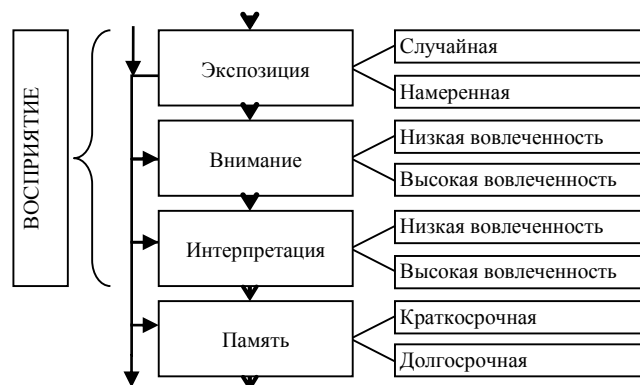 ВОСПРИЯТИЕ
Экспозиция
Случайная
Намеренная
Внимание
Низкая вовлеченность
Высокая вовлеченность
Интерпретация
Низкая вовлеченность
Высокая вовлеченность
Память
Краткосрочная
Долгосрочная